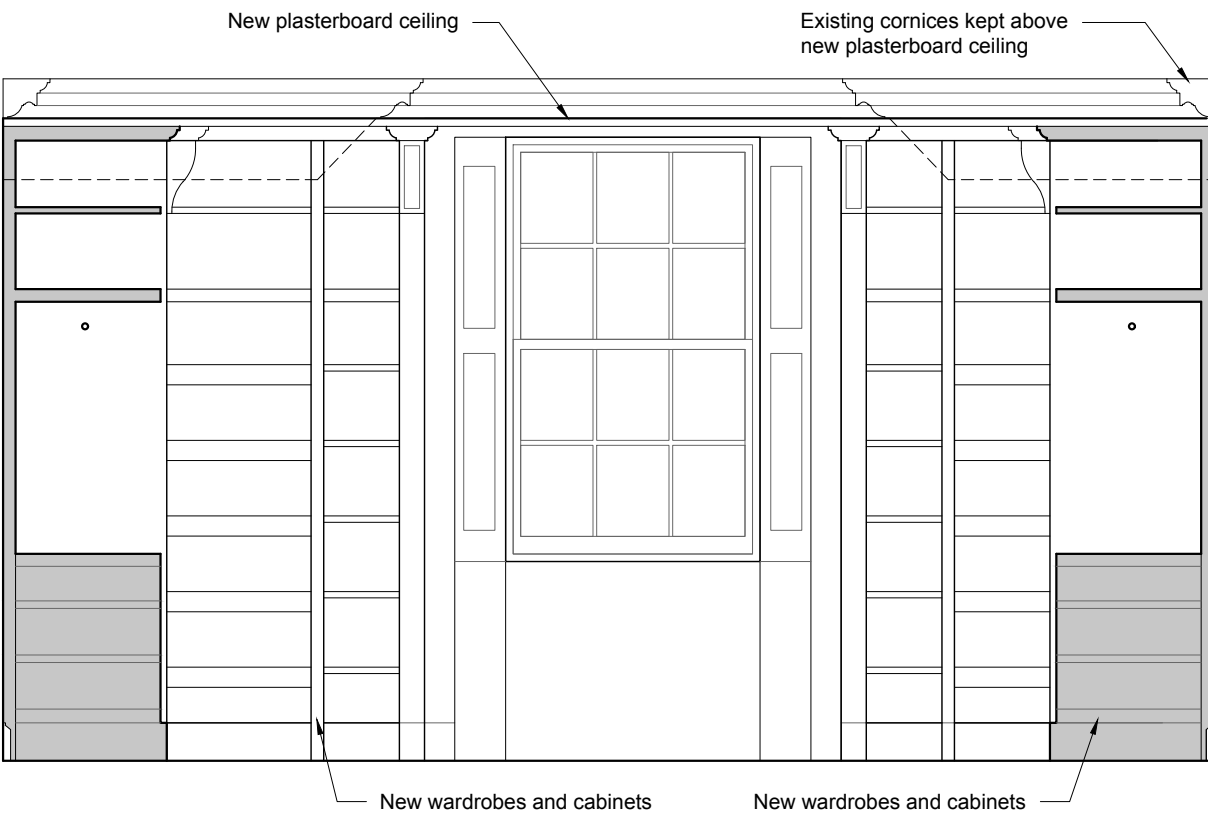 New plasterboard ceiling
Existing cornices kept above
new plasterboard ceiling
New wardrobes and cabinets
New wardrobes and cabinets